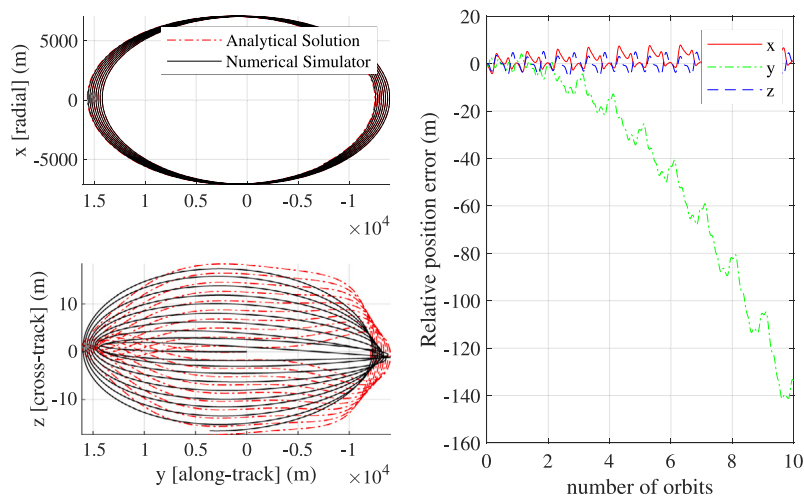 5000
0
-5000
x [radial] (m)
Analytical Solution
Numerical Simulator
1.5 1 0.5 0 -0.5 -1
×10^4
10
0
-10
z [cross-track] (m)
1.5 1 0.5 0 -0.5 -1
×10^4
y [along-track] (m)
20
0
-20
-40
-60
-80
-100
-120
-140
-160
Relative position error (m)
x
y
z
0 2 4 6 8 10
number of orbits